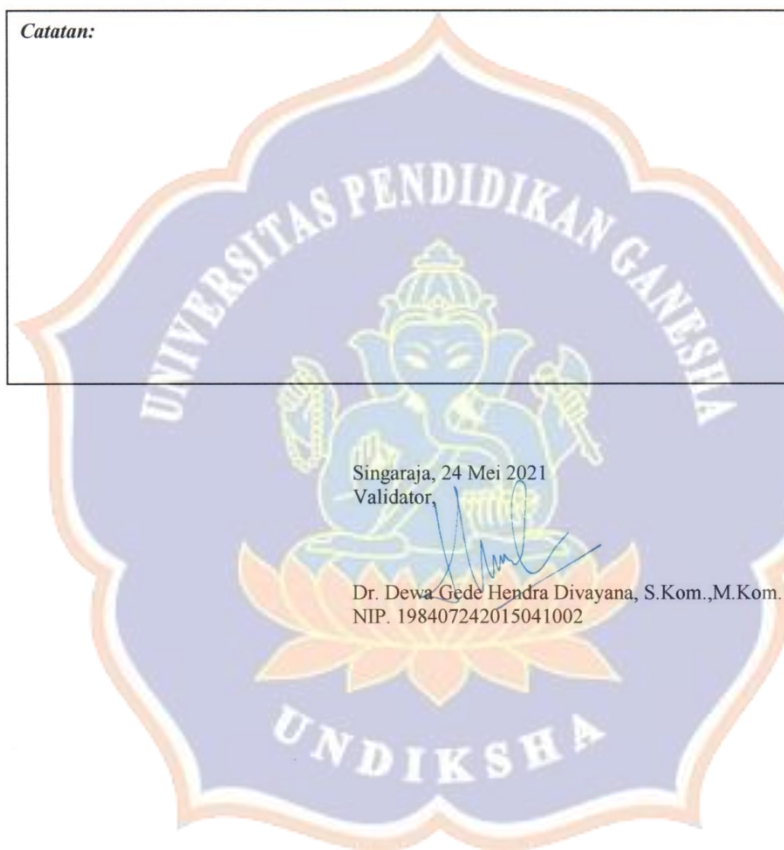 Catatan:
UNIVERSITAS PENDIDIKAN GANESHA
Singaraja, 24 Mei 2021
Validator,
Dr. Dewa Gede Hendra Divayana, S.Kom.,M.Kom.
NIP. 198407242015041002
UNDIKSHA